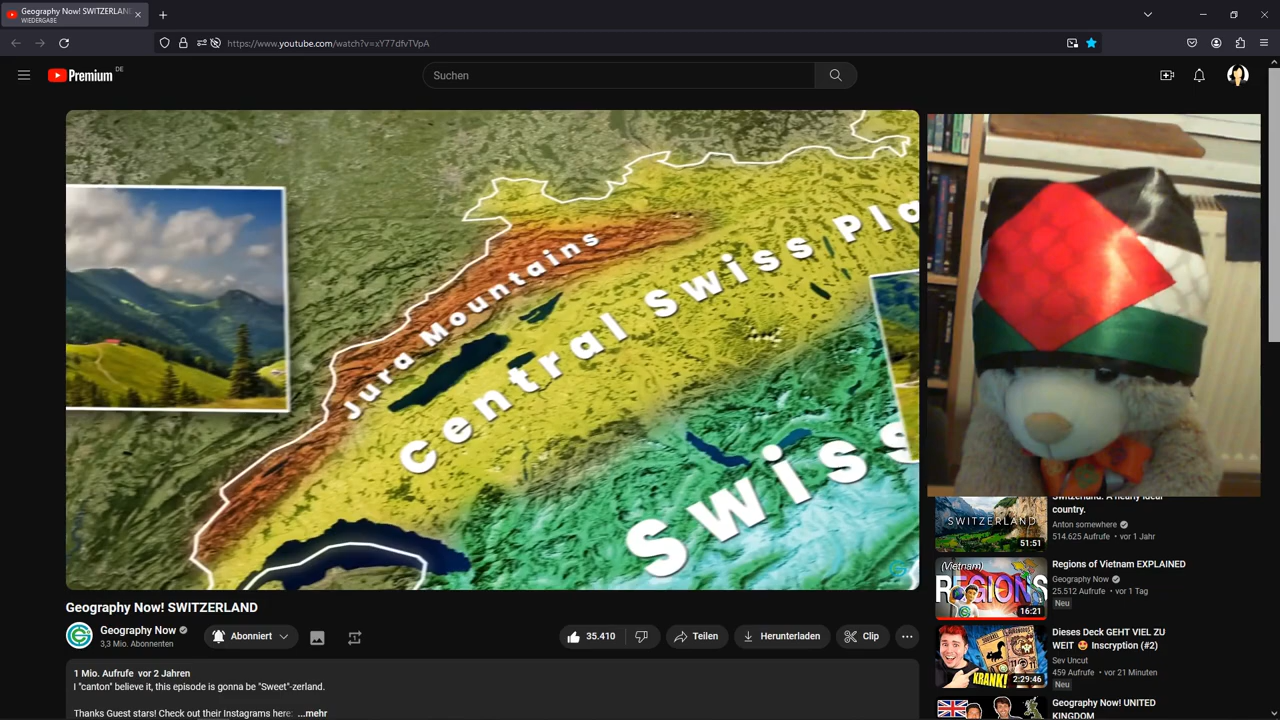 Geography Now! SWITZERLAN
WIEDERGABE
https://www.youtube.com/watch?v=xY77dfvTVpA
Premium DE
Suchen
Jura Mountains
Central Swiss Pla
Swiss
Geography Now! SWITZERLAND
Geography Now
3,3 Mio. Abonnenten
Abonniert
35.410
Teilen
Herunterladen
Clip
1 Mio. Aufrufe vor 2 Jahren
I "canton" believe it, this episode is gonna be "Sweet"-zerland.
Thanks Guest stars! Check out their Instagrams here: ...mehr
SWITZERLAND
51:51
Switzerland. A nearly ideal
country.
Anton somewhere
514.625 Aufrufe • vor 1 Jahr
(Vietnam)
REGIONS
16:21
Regions of Vietnam EXPLAINED
Geography Now
25.512 Aufrufe • vor 1 Tag
Neu
KRANK!
2:29:46
Dieses Deck GEHT VIEL ZU
WEIT 🤩 Inscryption (#2)
Sev Uncut
459 Aufrufe • vor 21 Minuten
Neu
Geography Now! UNITED
KINGDOM